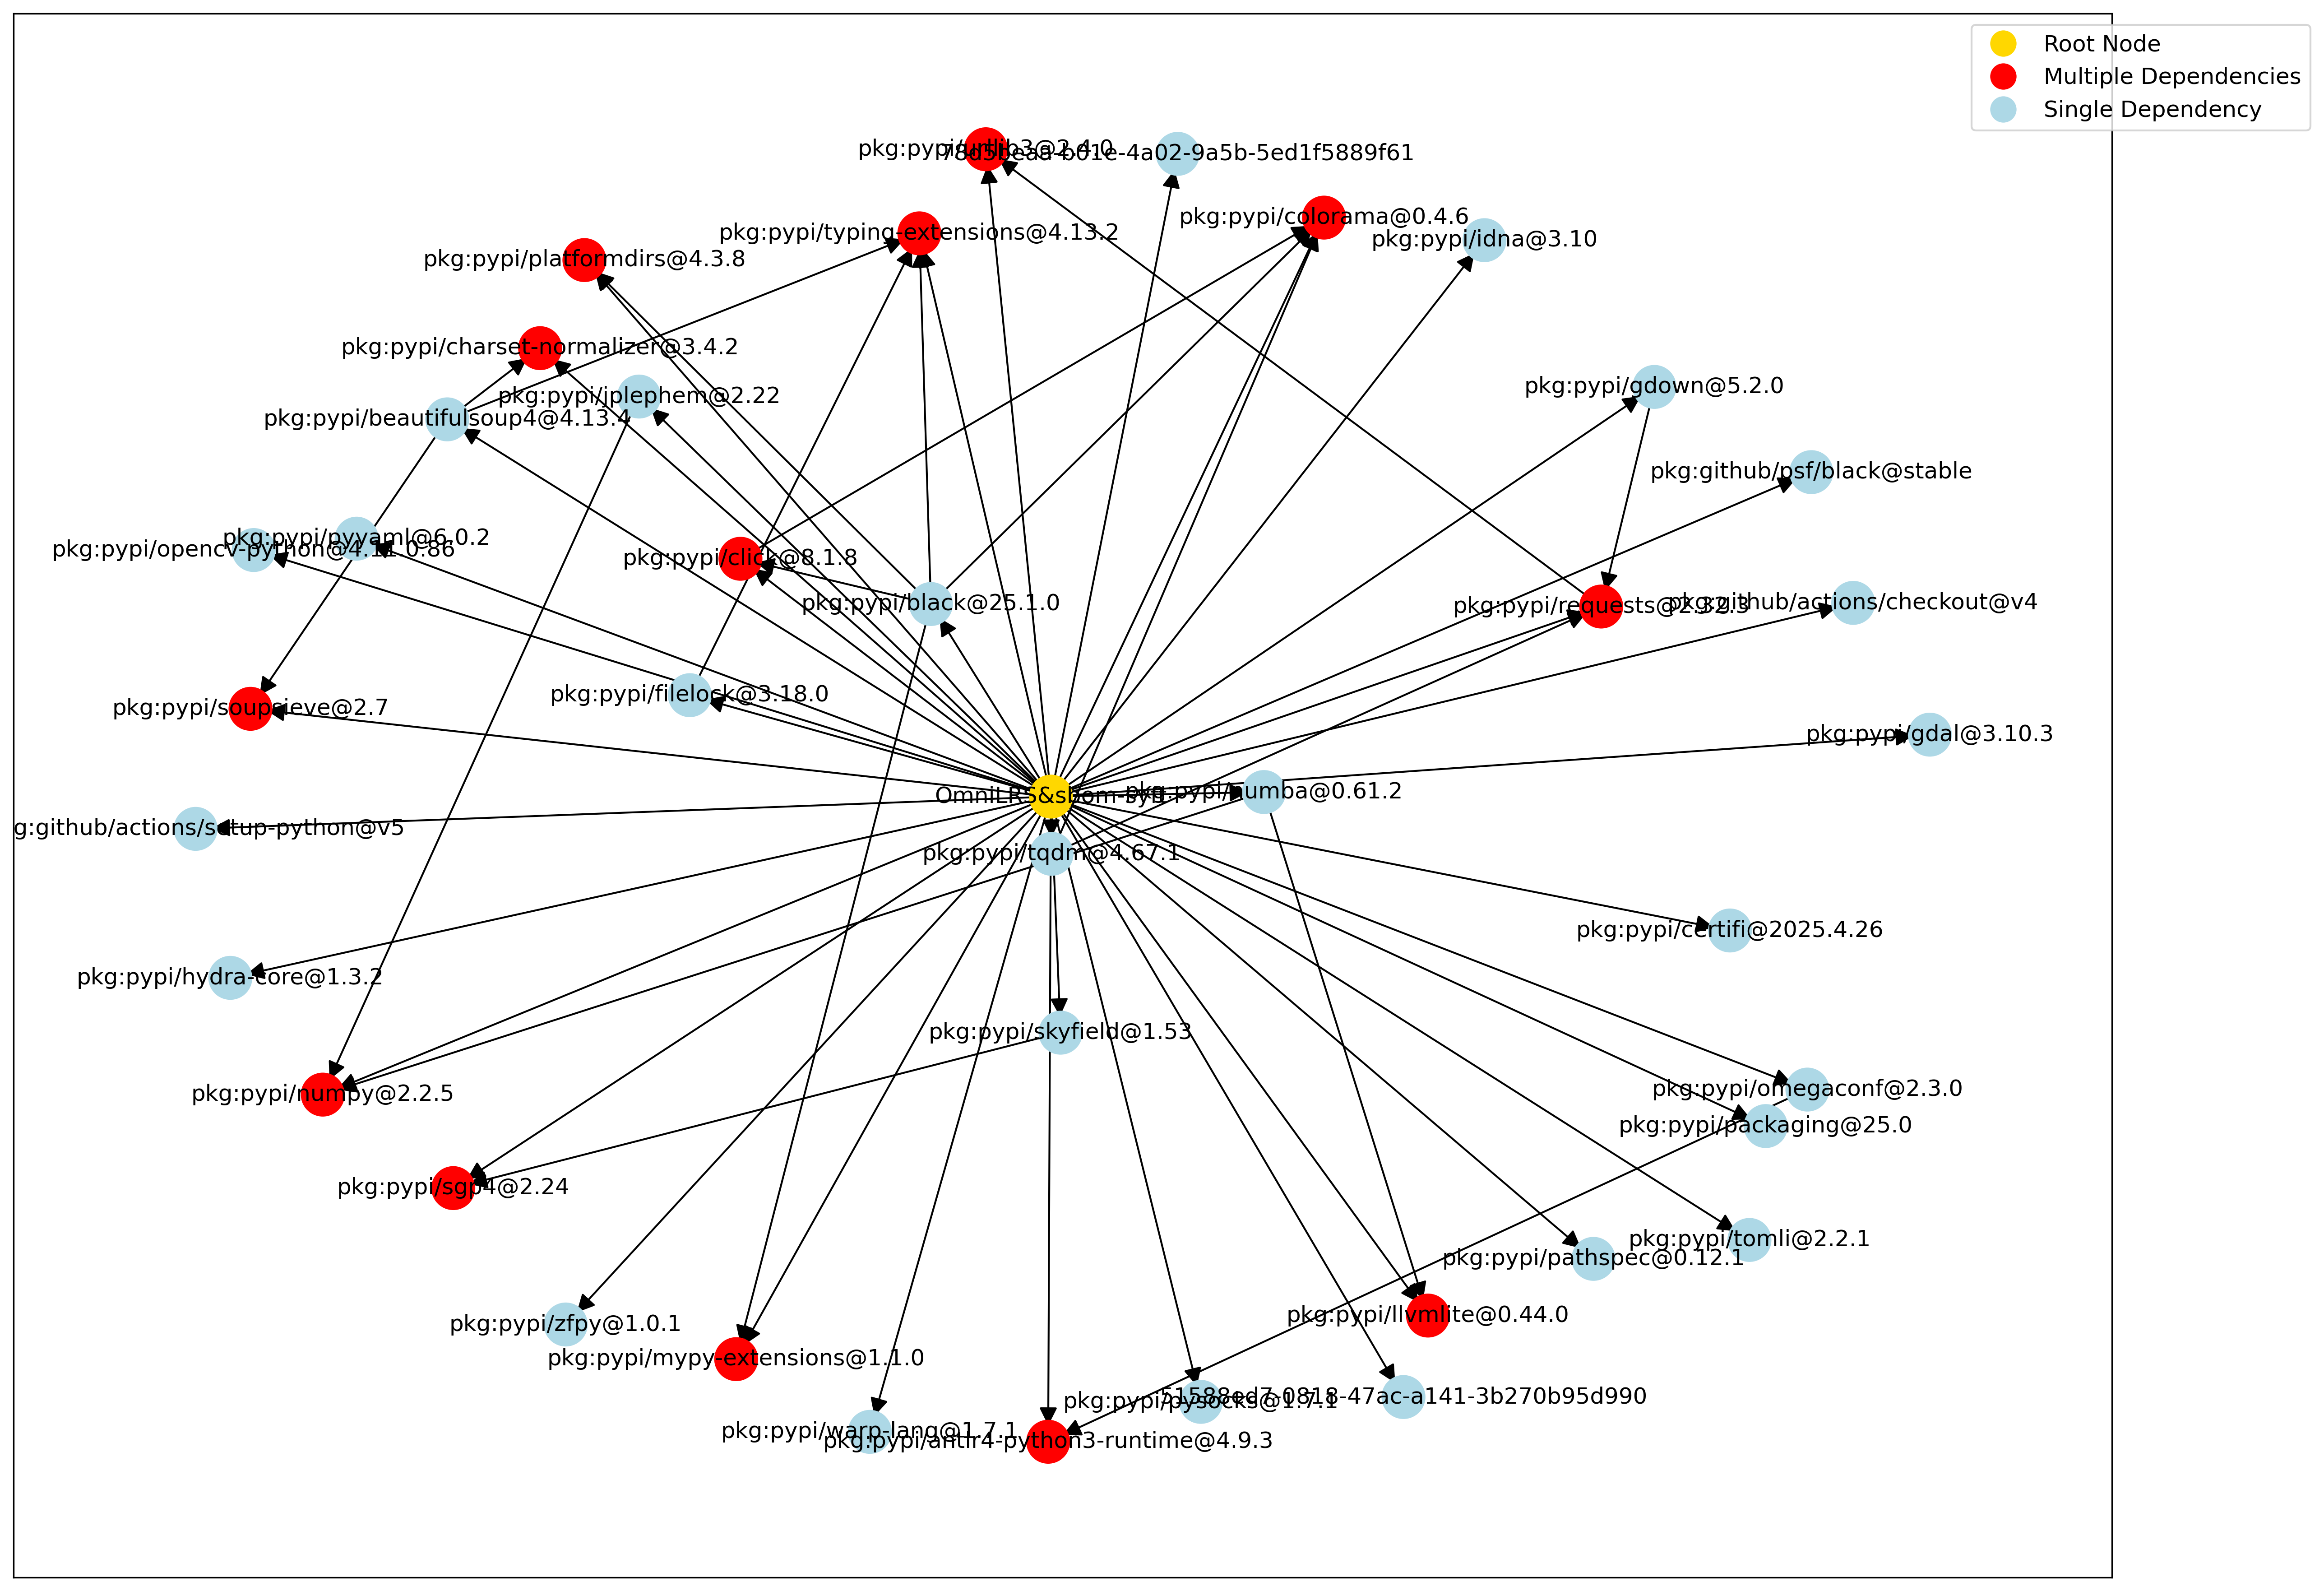 Root Node
Multiple Dependencies
Single Dependency
pkg:pypi/urllib3@2.4.0
pkg:pypi/colorama@0.4.6
pkg:pypi/typing-extensions@4.13.2
pkg:pypi/idna@3.10
pkg:pypi/platformdirs@4.3.8
pkg:pypi/charset-normalizer@3.4.2
pkg:pypi/gdown@5.2.0
pkg:pypi/jplephem@2.22
pkg:pypi/beautifulsoup4@4.13.4
pkg:github/psf/black@stable
pkg:pypi/pyyaml@6.0.2
pkg:pypi/opencv-python@4.11.0.86
pkg:pypi/click@8.1.8
pkg:pypi/black@25.1.0
pkg:pypi/requests@2.32.3
pkg:github/actions/checkout@v4
pkg:pypi/filelock@3.18.0
pkg:pypi/soupsieve@2.7
pkg:pypi/gdal@3.10.3
pkg:pypi/numba@0.61.2
OmniLRS&sbom-syft
g:github/actions/setup-python@v5
pkg:pypi/tqdm@4.67.1
pkg:pypi/certifi@2025.4.26
pkg:pypi/hydra-core@1.3.2
pkg:pypi/skyfield@1.53
pkg:pypi/omegaconf@2.3.0
pkg:pypi/numpy@2.2.5
pkg:pypi/packaging@25.0
pkg:pypi/sgp4@2.24
pkg:pypi/tomli@2.2.1
pkg:pypi/pathspec@0.12.1
pkg:pypi/llvmlite@0.44.0
pkg:pypi/zfpy@1.0.1
pkg:pypi/mypy-extensions@1.1.0
51588ed7-0818-47ac-a141-3b270b95d990
pkg:pypi/pysocks@1.7.1
pkg:pypi/warp-lang@1.7.1
pkg:pypi/antlr4-python3-runtime@4.9.3